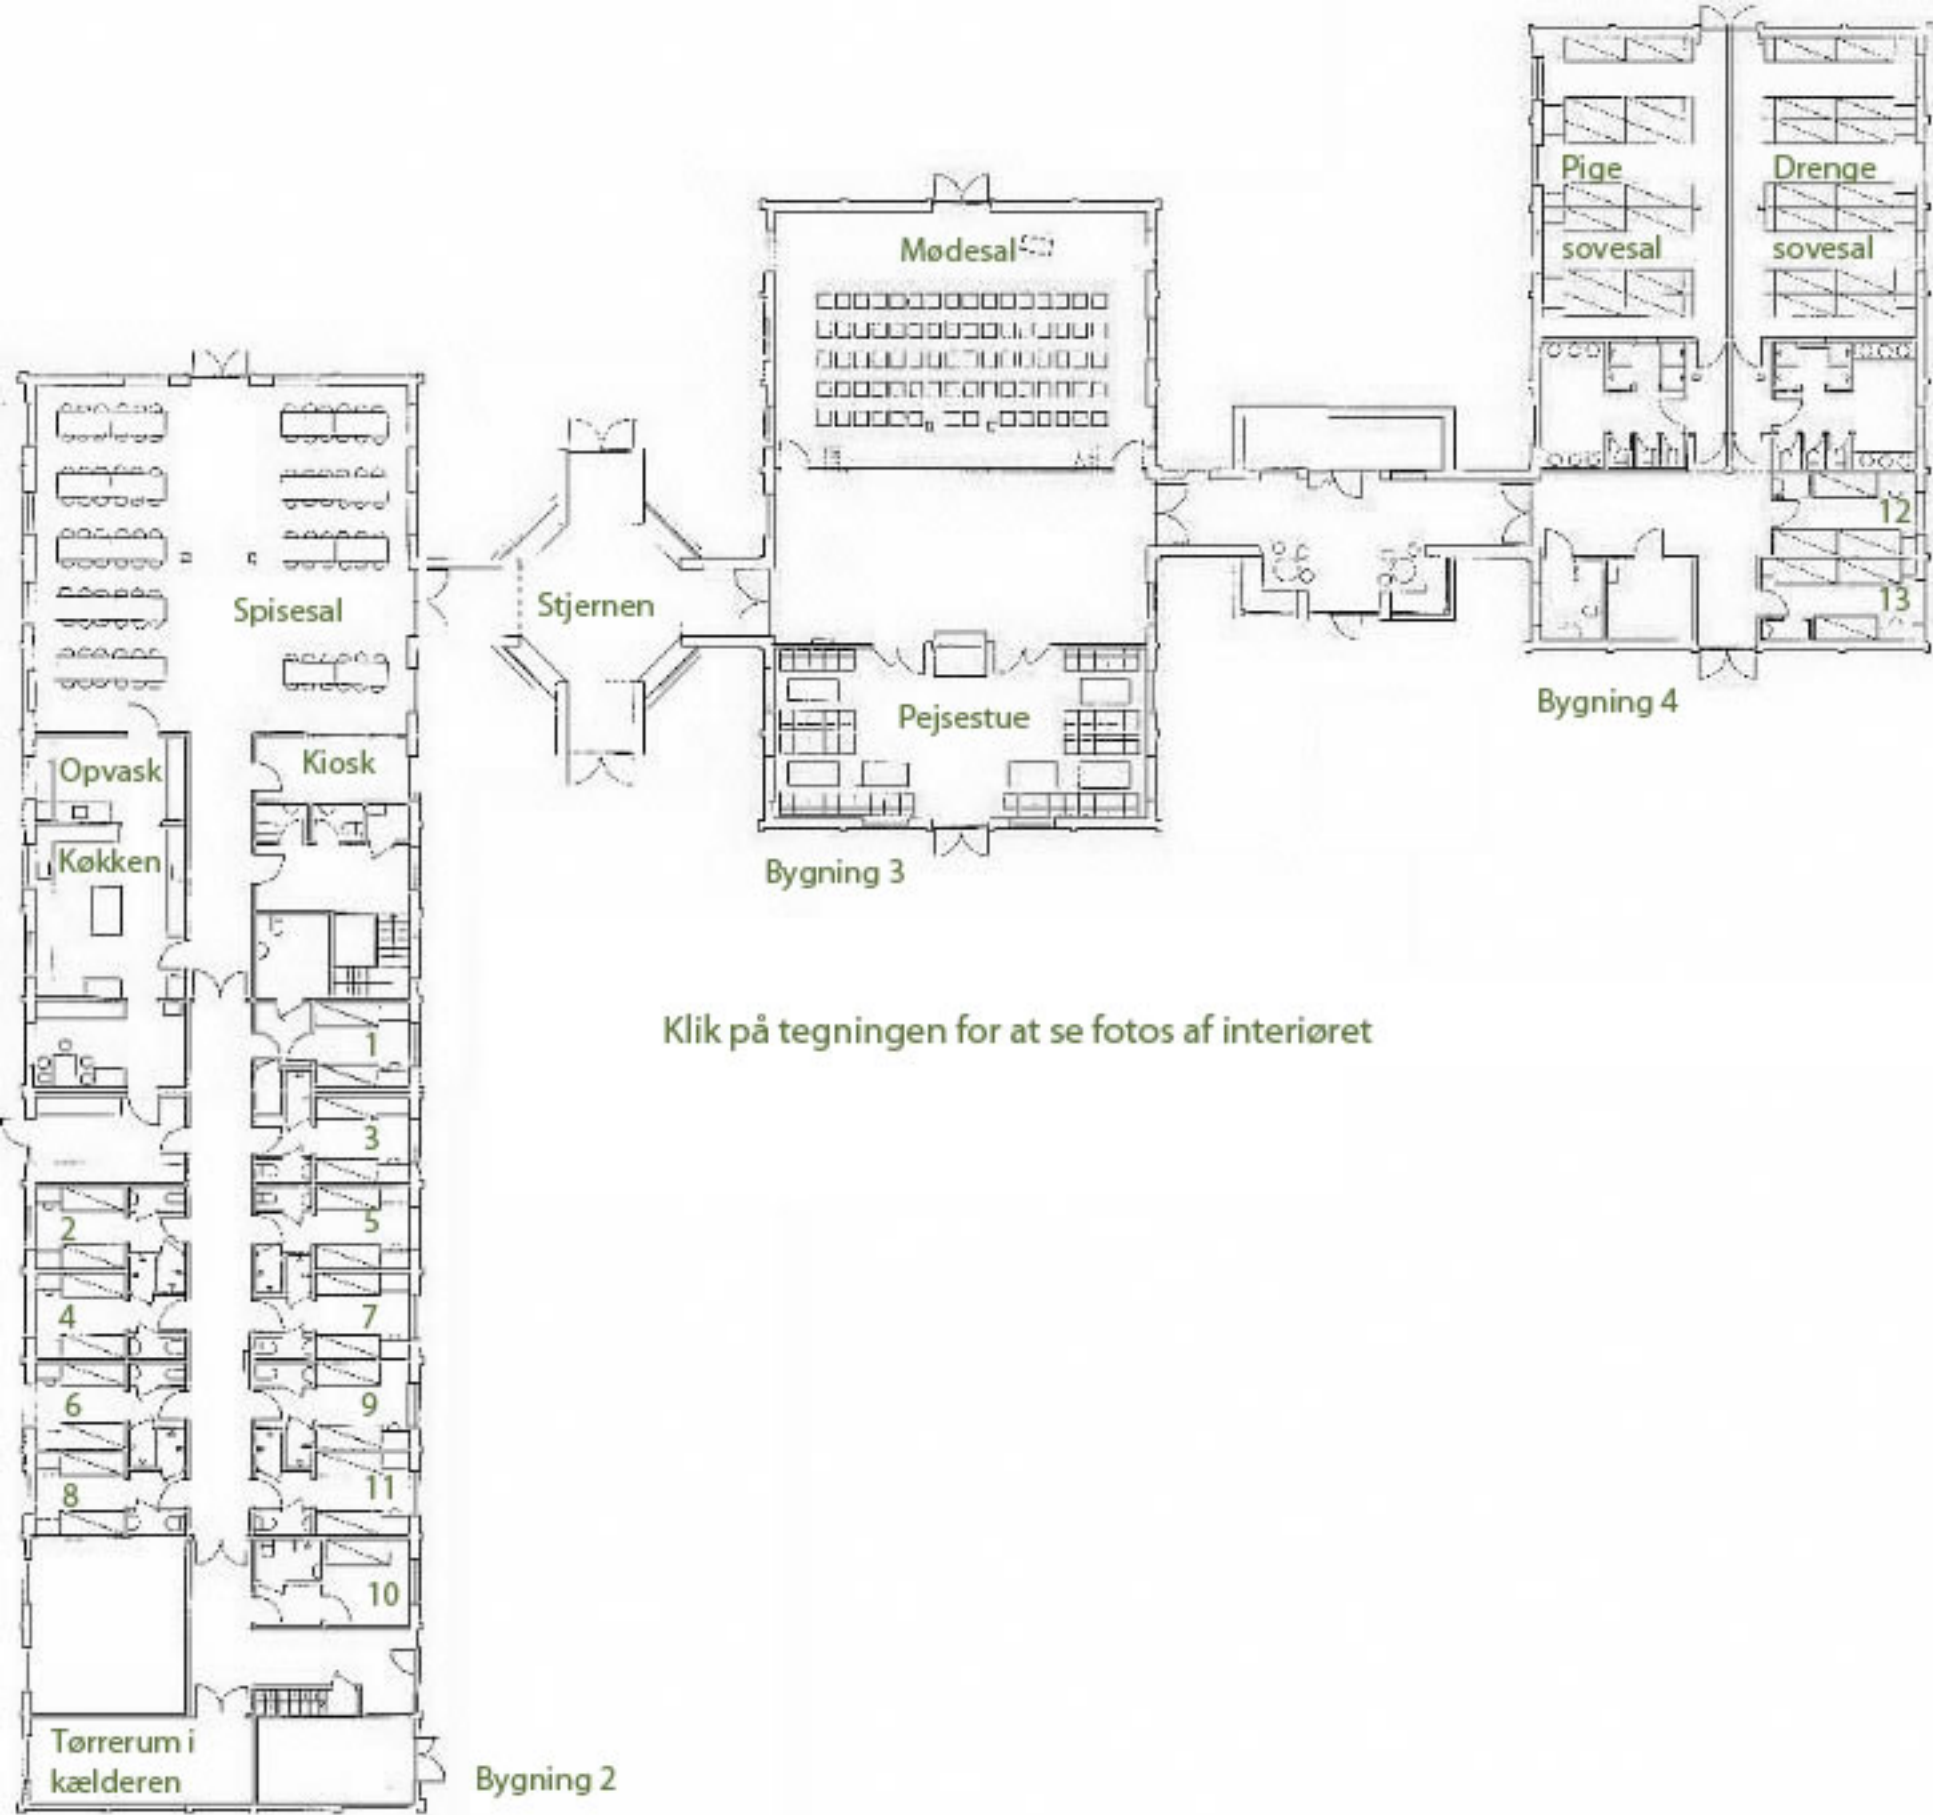 Pige
sovesal
Drenge
sovesal
Mødesal
12
13
Spisesal
Stjernen
Pejsestue
Bygning 4
Opvask
Kiosk
Køkken
Bygning 3
Klik på tegningen for at se fotos af interiøret
1
3
2
5
4
7
6
9
8
11
10
Tørrerum i
kælderen
Bygning 2